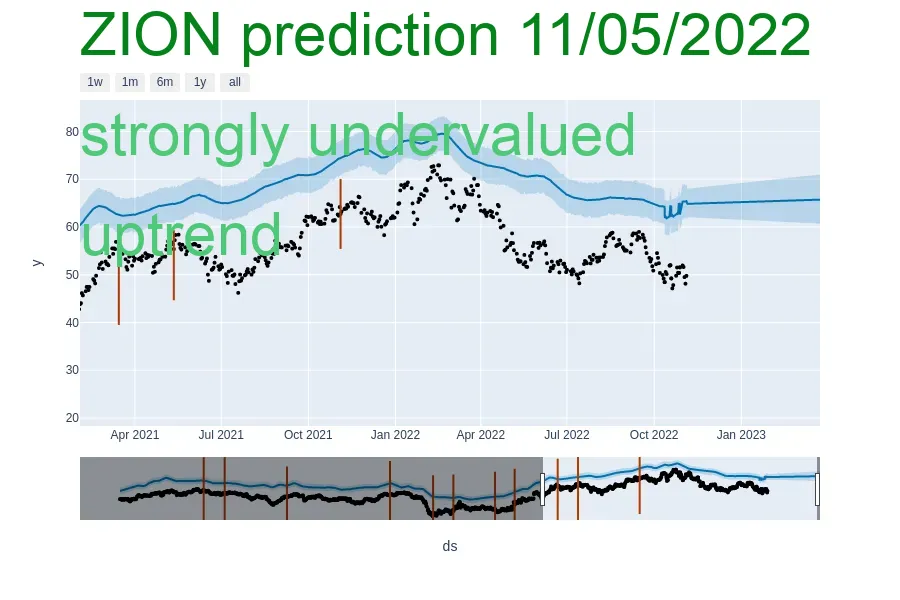 ZION prediction 11/05/2022
1w 1m 6m 1y all
strongly undervalued
uptrend
80
70
60
50
40
30
20
y
Apr 2021 Jul 2021 Oct 2021 Jan 2022 Apr 2022 Jul 2022 Oct 2022 Jan 2023
ds